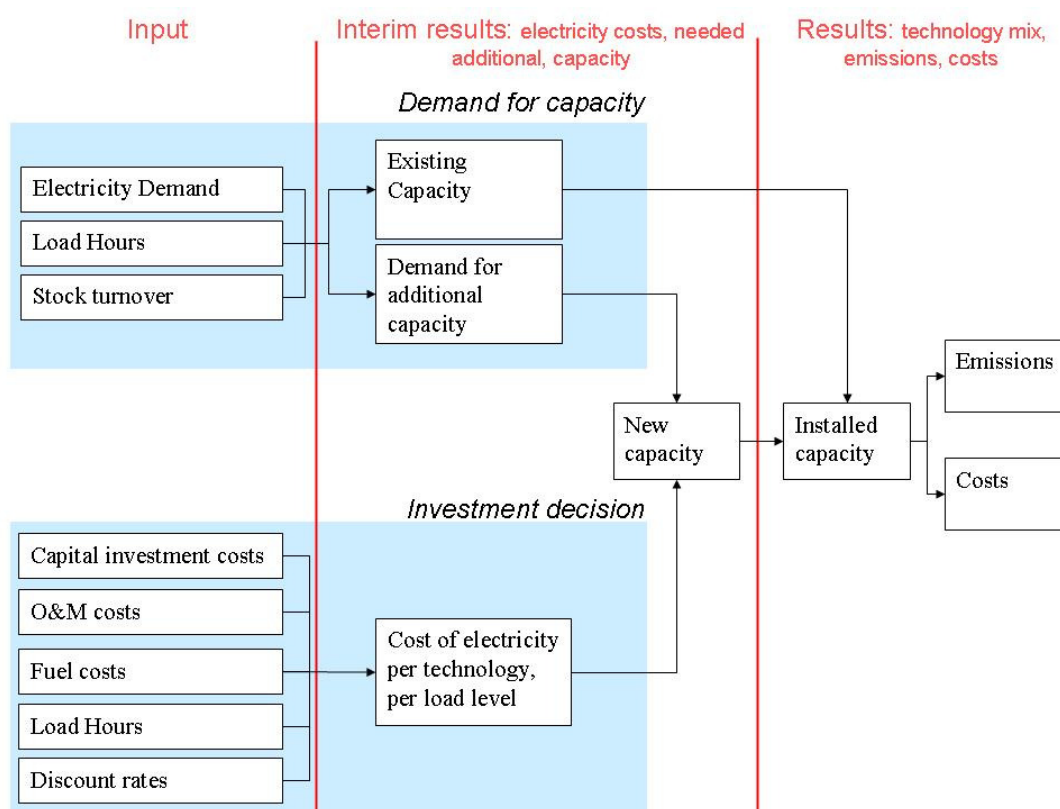 Input
Interim results: electricity costs, needed
additional, capacity
Results: technology mix,
emissions, costs
Demand for capacity
Electricity Demand
Load Hours
Stock turnover
Existing
Capacity
Demand for
additional
capacity
New
capacity
Installed
capacity
Emissions
Costs
Investment decision
Capital investment costs
O&M costs
Fuel costs
Load Hours
Discount rates
Cost of electricity
per technology,
per load level